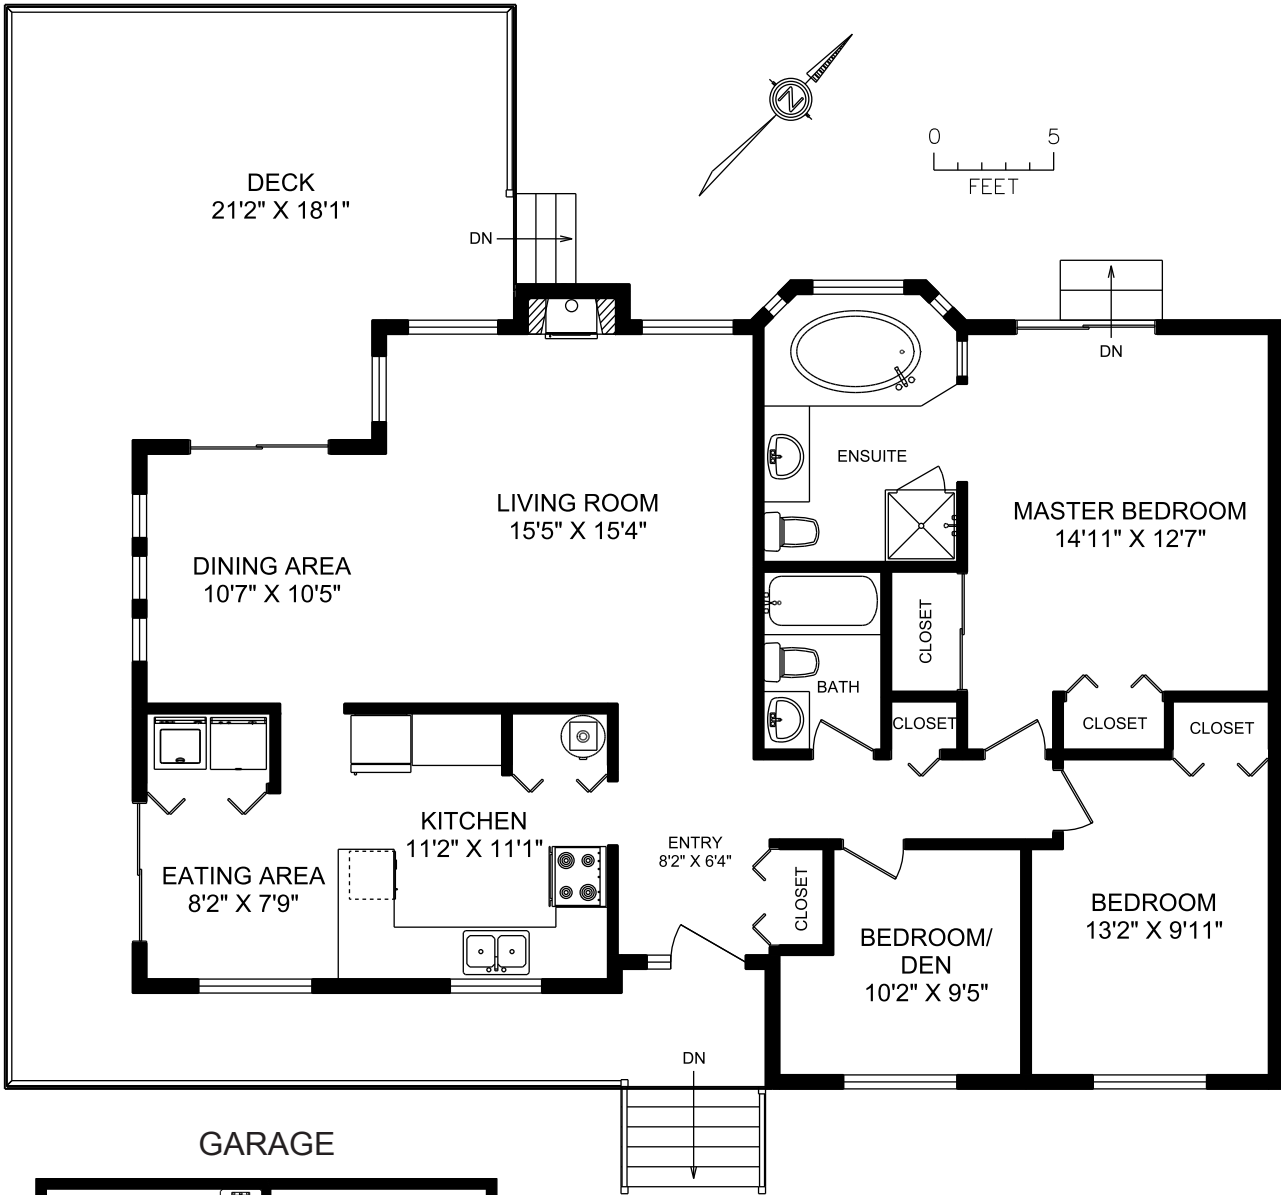 N
0 5
FEET
DECK
21'2" X 18'1"
DN
DN
ENSUITE
LIVING ROOM
15'5" X 15'4"
MASTER BEDROOM
14'11" X 12'7"
DINING AREA
10'7" X 10'5"
CLOSET
BATH
CLOSET
CLOSET
CLOSET
KITCHEN
11'2" X 11'1"
ENTRY
8'2" X 6'4"
EATING AREA
8'2" X 7'9"
CLOSET
BEDROOM
13'2" X 9'11"
BEDROOM/
DEN
10'2" X 9'5"
DN
GARAGE